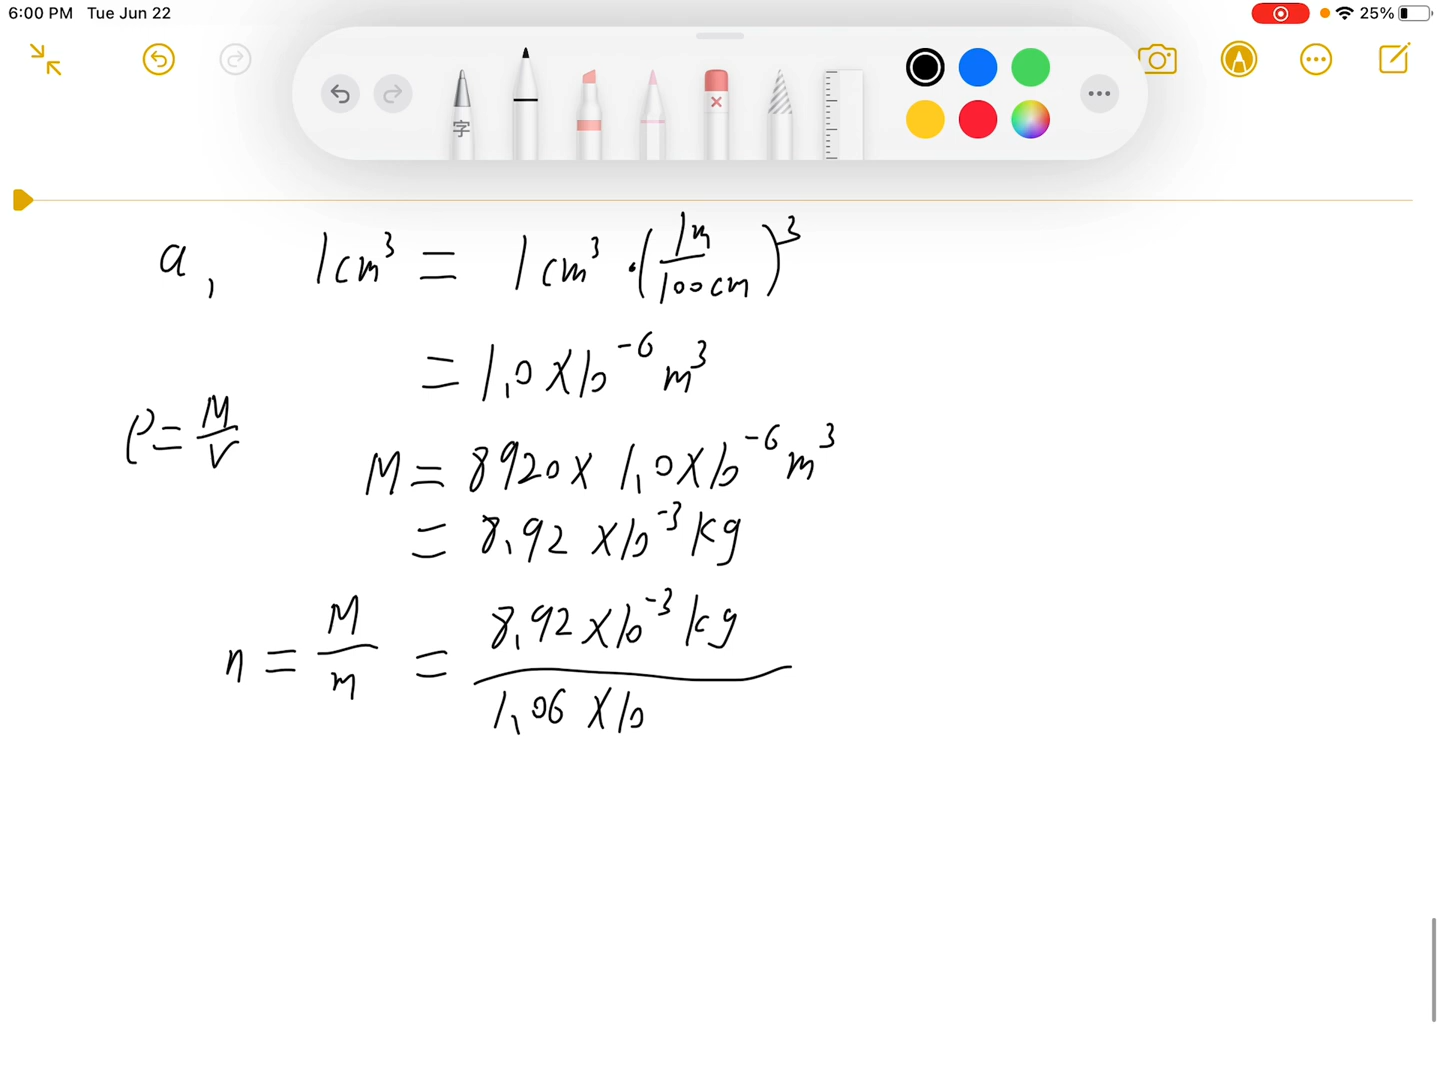 6:00 PM Tue Jun 22 25%
字
a, 1cm³ = 1cm³ · (1m/100cm)³
= 1.0 × 10⁻⁶ m³
ρ = M/V
M = 8920 × 1.0 × 10⁻⁶ m³
= 8.92 × 10⁻³ kg
n = M/m = 8.92 × 10⁻³ kg / 1.06 × 10